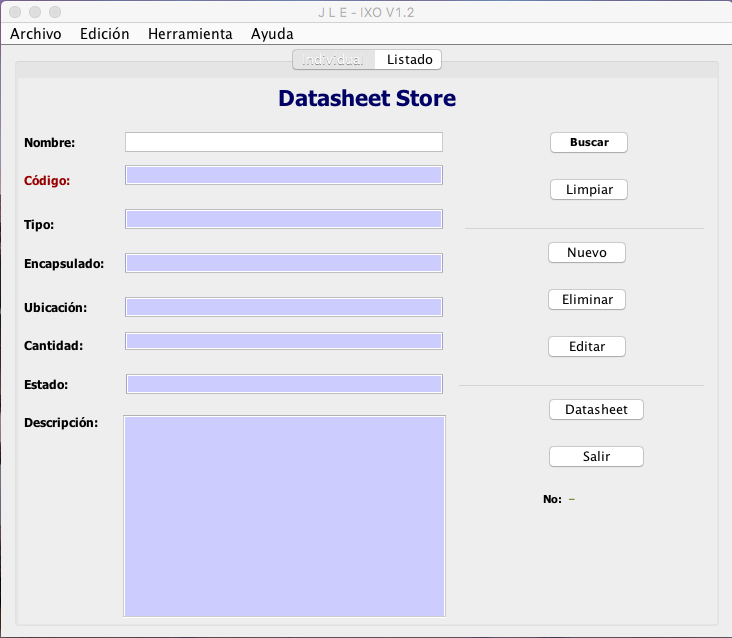 J L E - IXO V1.2
Archivo Edición Herramienta Ayuda
Individual Listado
Datasheet Store
Nombre:
Buscar
Código:
Limpiar
Tipo:
Nuevo
Encapsulado:
Eliminar
Ubicación:
Cantidad:
Editar
Estado:
Datasheet
Descripción:
Salir
No: –